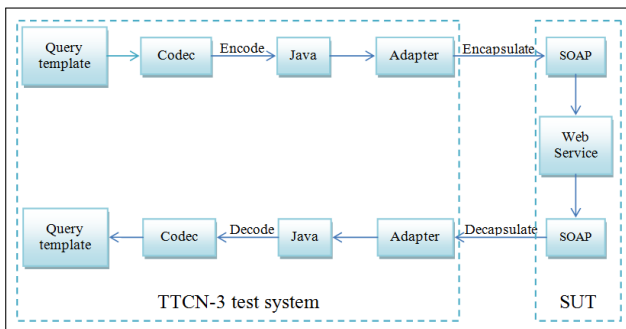 Query
template
Codec
Encode
Java
Adapter
Encapsulate
SOAP
Web
Service
Query
template
Codec
Decode
Java
Adapter
Decapsulate
SOAP
TTCN-3 test system
SUT